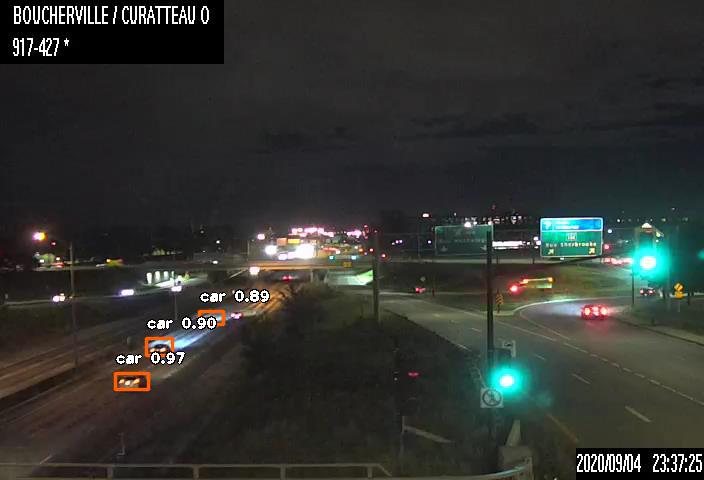 BOUCHERVILLE / CURATTEAU O
917-427 *
Rue Sherbrooke
car 0.89
car 0.90
car 0.97
2020/09/04 23:37:25